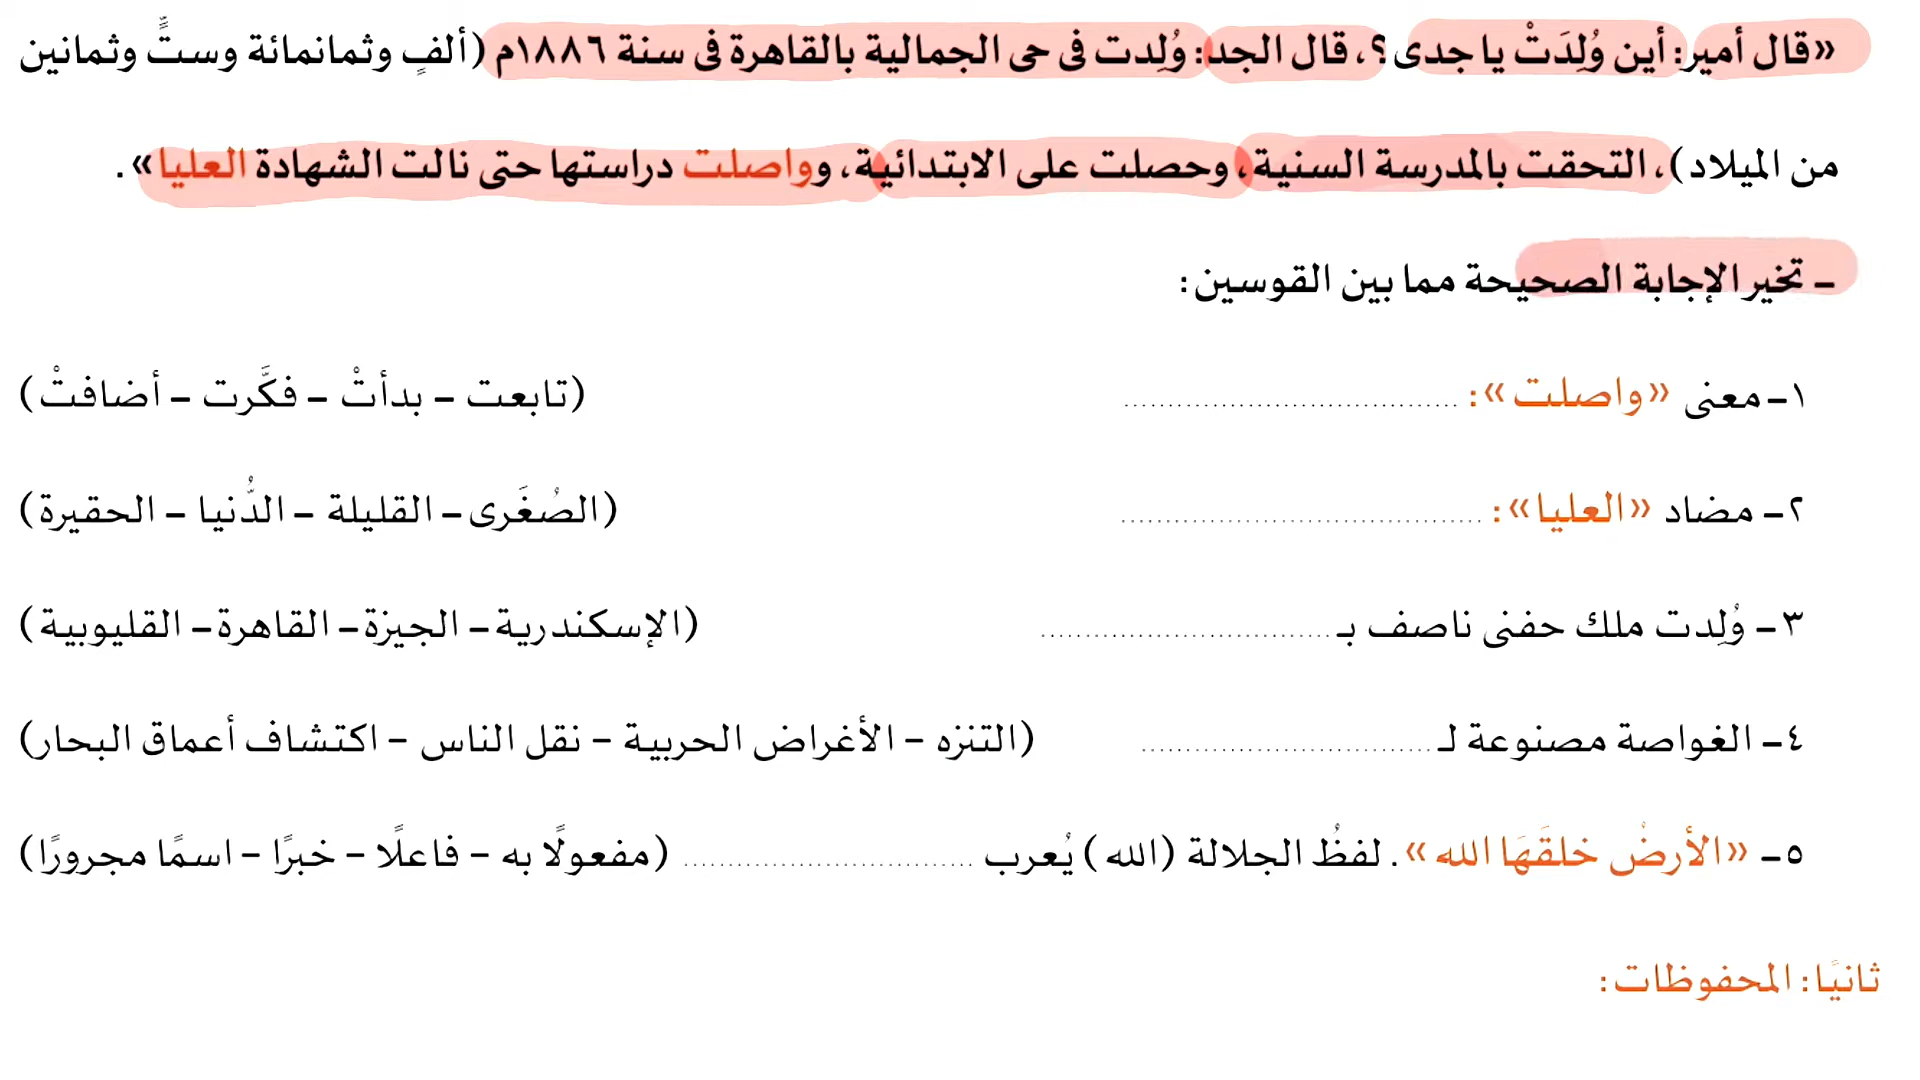 «قال أمير: أين وُلِدَتْ يا جدى ؟، قال الجد: وُلِدت فى حى الجمالية بالقاهرة فى سنة ١٨٨٦م (ألفٍ وثمانمائة وستٍّ وثمانين
من الميلاد)، التحقت بالمدرسة السنية، وحصلت على الابتدائية، وواصلت دراستها حتى نالت الشهادة العليا».
- تخير الإجابة الصحيحة مما بين القوسين:
١- معنى «واصلت»: .................... (تابعت - بدأتْ - فكَّرت - أضافتْ)
٢- مضاد «العليا»: .................... (الصُغَرى - القليلة - الدُّنيا - الحقيرة)
٣- وُلِدت ملك حفنى ناصف بـ .................... (الإسكندرية - الجيزة - القاهرة - القليوبية)
٤- الغواصة مصنوعة لـ .................... (التنزه - الأغراض الحربية - نقل الناس - اكتشاف أعماق البحار)
٥- «الأرضُ خلقَهَا الله». لفظُ الجلالة (الله) يُعرب .................... (مفعولًا به - فاعلًا - خبرًا - اسمًا مجرورًا)
ثانيًا: المحفوظات: